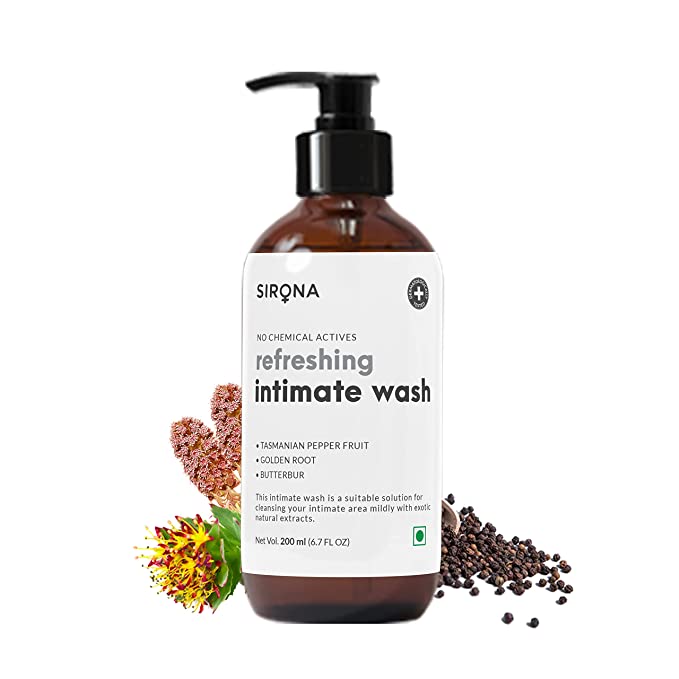 SIRONA
NO CHEMICAL ACTIVES
refreshing
intimate wash
• TASMANIAN PEPPER FRUIT
• GOLDEN ROOT
• BUTTERBUR
This intimate wash is a suitable solution for
cleansing your intimate area mildly with exotic
natural extracts.
Net Vol. 200 ml (6.7 FL OZ)